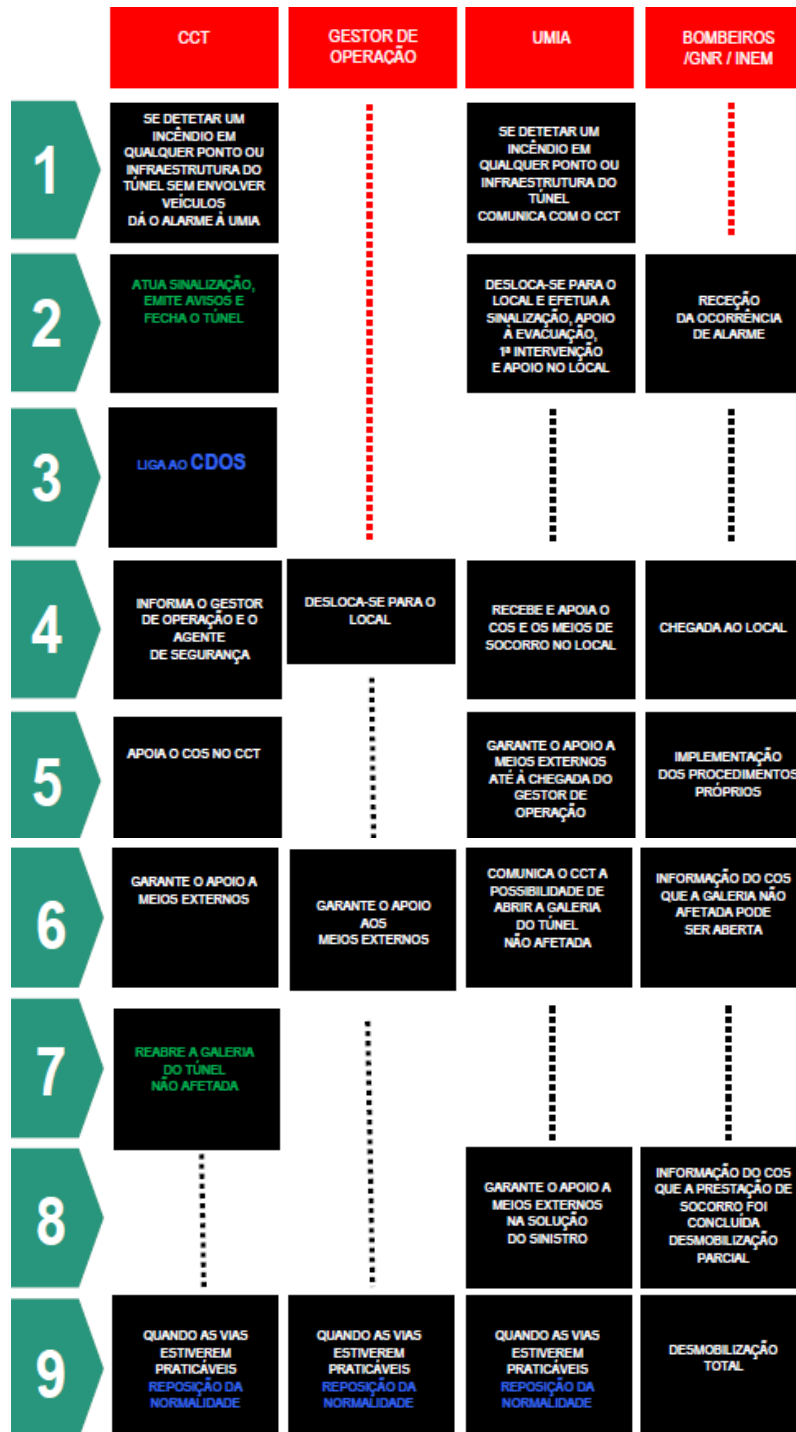 CCT
GESTOR DE
OPERAÇÃO
UMIA
BOMBEIROS
/GNR / INEM
1
SE DETETAR UM
INCÊNDIO EM
QUALQUER PONTO OU
INFRAESTRUTURA DO
TÚNEL SEM ENVOLVER
VEÍCULOS
DÁ O ALARME À UMIA
SE DETETAR UM
INCÊNDIO EM
QUALQUER PONTO OU
INFRAESTRUTURA DO
TÚNEL
COMUNICA COM O CCT
2
ATUA SINALIZAÇÃO,
EMITE AVISOS E
FECHA O TÚNEL
DESLOCA-SE PARA O
LOCAL E EFETUA A
SINALIZAÇÃO, APOIO
À EVACUAÇÃO,
1ª INTERVENÇÃO
E APOIO NO LOCAL
RECEÇÃO
DA OCORRÊNCIA
DE ALARME
3
LIGA AO CDOS
4
INFORMA O GESTOR
DE OPERAÇÃO E O
AGENTE
DE SEGURANÇA
DESLOCA-SE PARA O
LOCAL
RECEBE E APOIA O
COS E OS MEIOS DE
SOCORRO NO LOCAL
CHEGADA AO LOCAL
5
APOIA O COS NO CCT
GARANTE O APOIO A
MEIOS EXTERNOS
ATÉ À CHEGADA DO
GESTOR DE
OPERAÇÃO
IMPLEMENTAÇÃO
DOS PROCEDIMENTOS
PRÓPRIOS
6
GARANTE O APOIO A
MEIOS EXTERNOS
GARANTE O APOIO
AOS
MEIOS EXTERNOS
COMUNICA O CCT A
POSSIBILIDADE DE
ABRIR A GALERIA
DO TÚNEL
NÃO AFETADA
INFORMAÇÃO DO COS
QUE A GALERIA NÃO
AFETADA PODE
SER ABERTA
7
REABRE A GALERIA
DO TÚNEL
NÃO AFETADA
8
GARANTE O APOIO A
MEIOS EXTERNOS
NA SOLUÇÃO
DO SINISTRO
INFORMAÇÃO DO COS
QUE A PRESTAÇÃO DE
SOCORRO FOI
CONCLUÍDA
DESMOBILIZAÇÃO
PARCIAL
9
QUANDO AS VIAS
ESTIVEREM
PRATICÁVEIS
REPOSIÇÃO DA
NORMALIDADE
QUANDO AS VIAS
ESTIVEREM
PRATICÁVEIS
REPOSIÇÃO DA
NORMALIDADE
QUANDO AS VIAS
ESTIVEREM
PRATICÁVEIS
REPOSIÇÃO DA
NORMALIDADE
DESMOBILIZAÇÃO
TOTAL